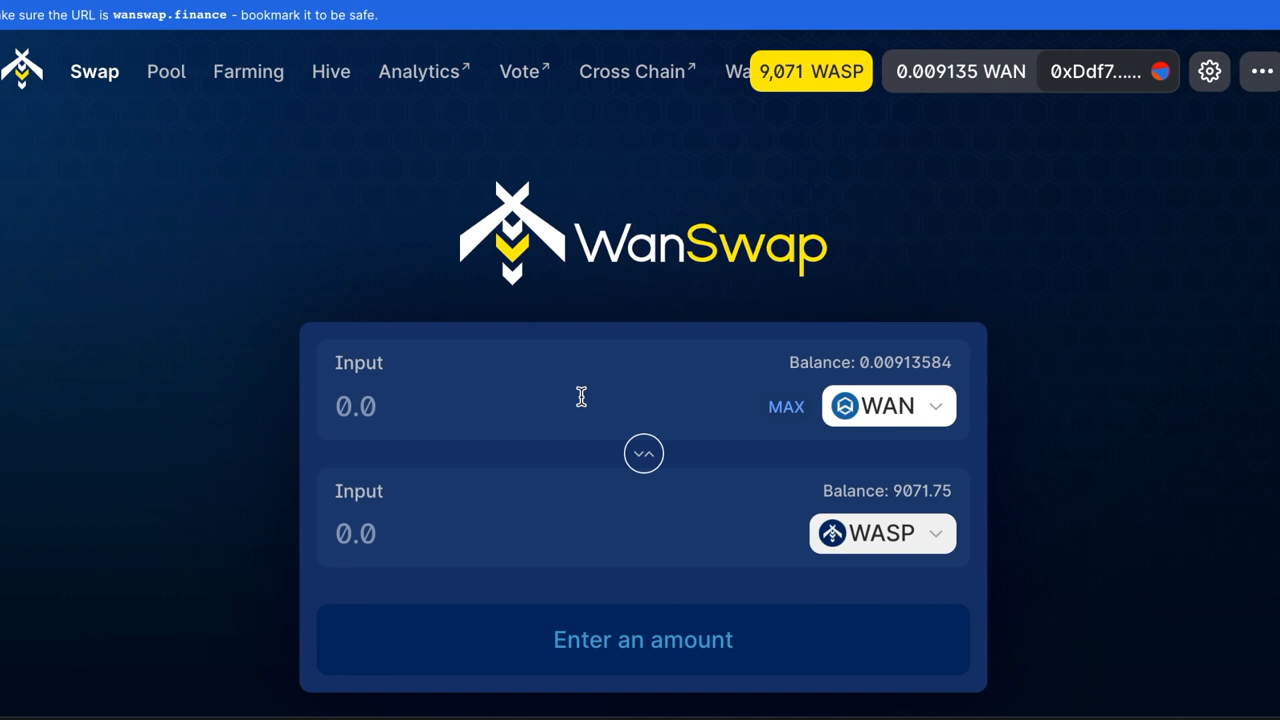 ke sure the URL is wanswap.finance - bookmark it to be safe.
Swap Pool Farming Hive Analytics↗ Vote↗ Cross Chain↗ Wa 9,071 WASP 0.009135 WAN 0xDdf7......
WanSwap
Input Balance: 0.00913584
0.0 MAX WAN
Input Balance: 9071.75
0.0 WASP
Enter an amount